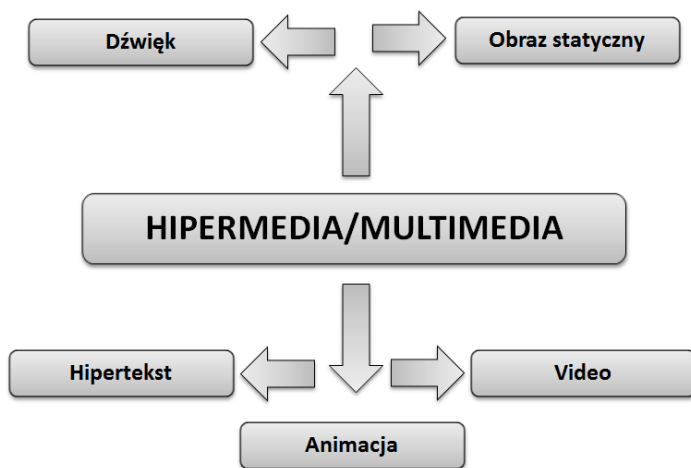 Dźwięk
Obraz statyczny
HIPERMEDIA/MULTIMEDIA
Hipertekst
Video
Animacja